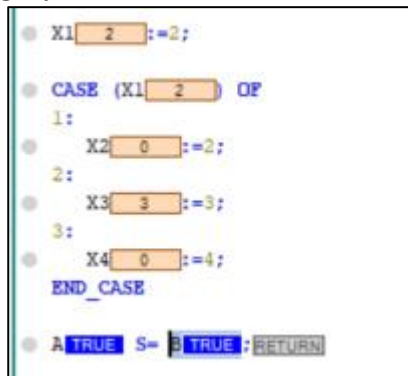 X1 2 :=2;
CASE (X1 2 ) OF
1:
X2 0 :=2;
2:
X3 3 :=3;
3:
X4 0 :=4;
END_CASE
A TRUE S= B TRUE ; RETURN